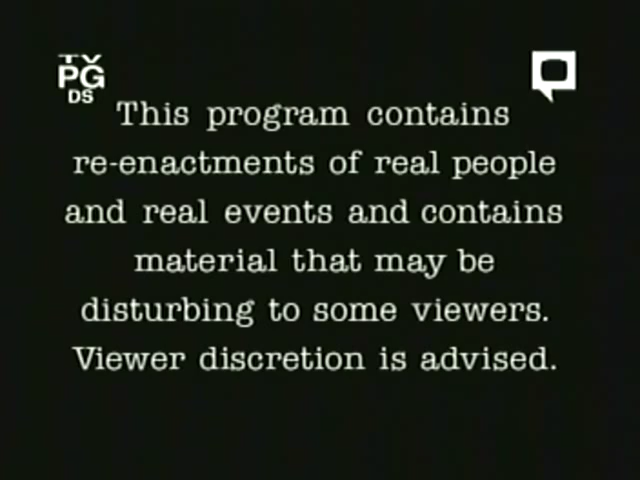 TV
PG
DS
This program contains
re-enactments of real people
and real events and contains
material that may be
disturbing to some viewers.
Viewer discretion is advised.